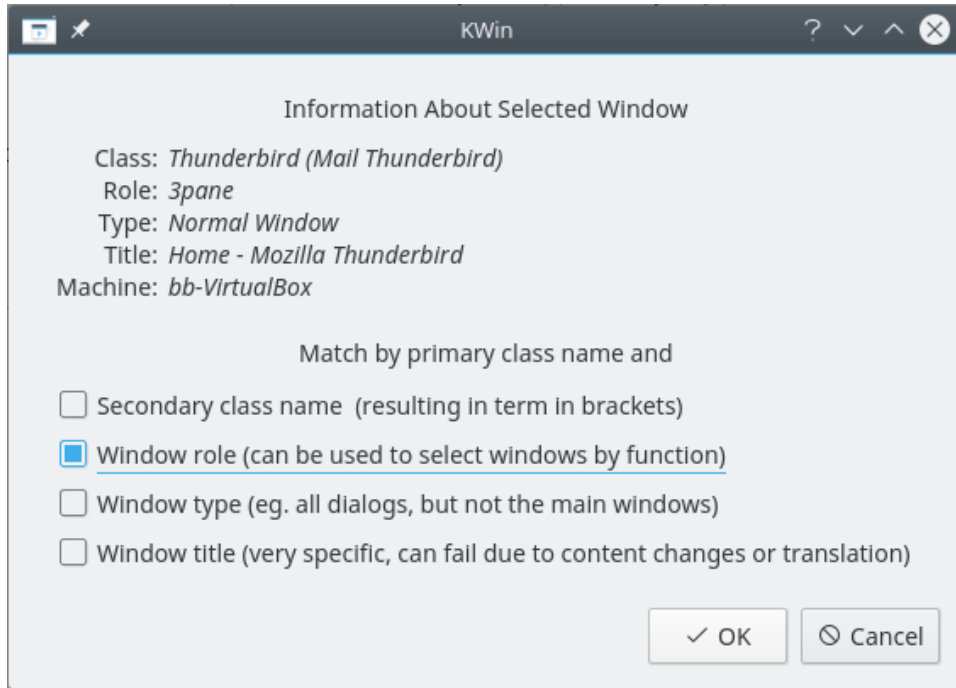 KWin
Information About Selected Window
Class: Thunderbird (Mail Thunderbird)
Role: 3pane
Type: Normal Window
Title: Home - Mozilla Thunderbird
Machine: bb-VirtualBox
Match by primary class name and
Secondary class name  (resulting in term in brackets)
Window role (can be used to select windows by function)
Window type (eg. all dialogs, but not the main windows)
Window title (very specific, can fail due to content changes or translation)
OK Cancel